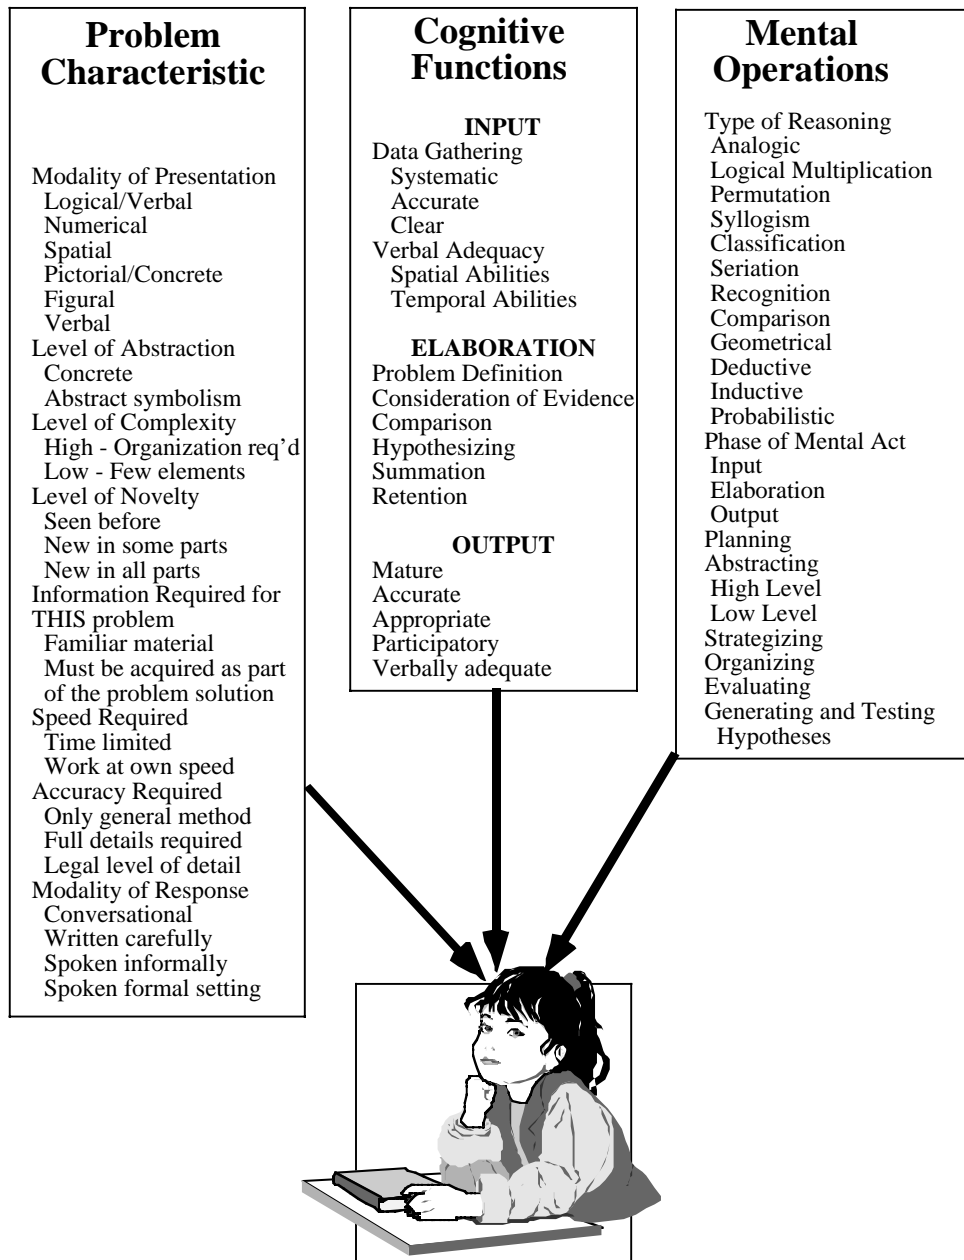 Problem
Characteristic
Modality of Presentation
Logical/Verbal
Numerical
Spatial
Pictorial/Concrete
Figural
Verbal
Level of Abstraction
Concrete
Abstract symbolism
Level of Complexity
High - Organization req’d
Low - Few elements
Level of Novelty
Seen before
New in some parts
New in all parts
Information Required for
THIS problem
Familiar material
Must be acquired as part
of the problem solution
Speed Required
Time limited
Work at own speed
Accuracy Required
Only general method
Full details required
Legal level of detail
Modality of Response
Conversational
Written carefully
Spoken informally
Spoken formal setting
Cognitive
Functions
INPUT
Data Gathering
Systematic
Accurate
Clear
Verbal Adequacy
Spatial Abilities
Temporal Abilities
ELABORATION
Problem Definition
Consideration of Evidence
Comparison
Hypothesizing
Summation
Retention
OUTPUT
Mature
Accurate
Appropriate
Participatory
Verbally adequate
Mental
Operations
Type of Reasoning
Analogic
Logical Multiplication
Permutation
Syllogism
Classification
Seriation
Recognition
Comparison
Geometrical
Deductive
Inductive
Probabilistic
Phase of Mental Act
Input
Elaboration
Output
Planning
Abstracting
High Level
Low Level
Strategizing
Organizing
Evaluating
Generating and Testing
Hypotheses